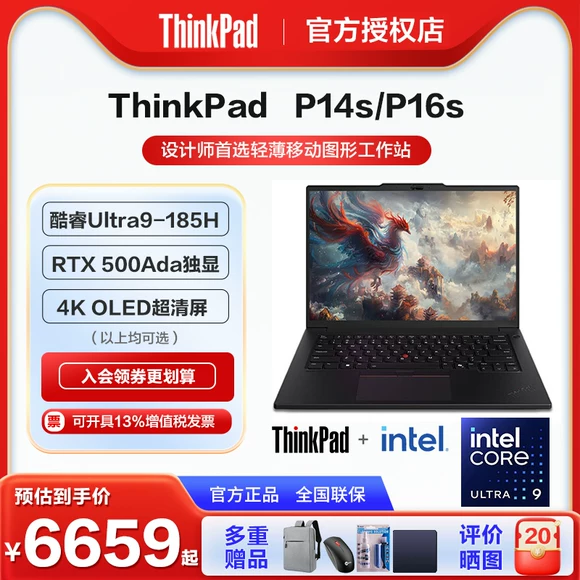 ThinkPad 官方授权店
ThinkPad P14s/P16s
设计师首选轻薄移动图形工作站
酷睿Ultra9-185H
RTX 500Ada独显
4K OLED超清屏
（以上均可选）
入会领券更划算
票 可开具13%增值税发票
ThinkPad + intel.
intel
CORE
ULTRA 9
预估到手价
¥6659起
官方正品 全国联保
多重
赠品
评价
晒图
20